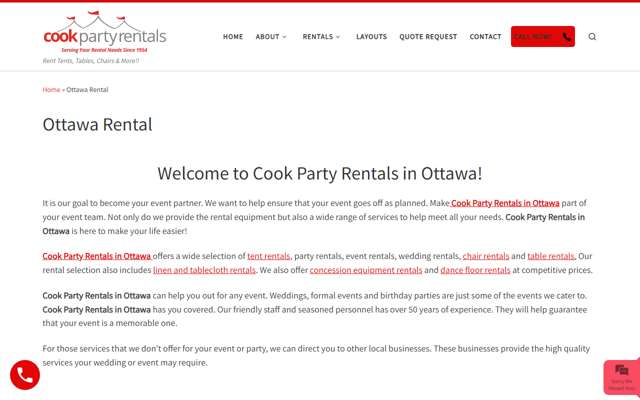 cookpartyrentals
Serving Your Rental Needs Since 1954
Rent Tents, Tables, Chairs & More!!
HOME ABOUT RENTALS LAYOUTS QUOTE REQUEST CONTACT CALL NOW!
Home » Ottawa Rental
Ottawa Rental
Welcome to Cook Party Rentals in Ottawa!
It is our goal to become your event partner. We want to help ensure that your event goes off as planned. Make Cook Party Rentals in Ottawa part of
your event team. Not only do we provide the rental equipment but also a wide range of services to help meet all your needs. Cook Party Rentals in
Ottawa is here to make your life easier!
Cook Party Rentals in Ottawa offers a wide selection of tent rentals, party rentals, event rentals, wedding rentals, chair rentals and table rentals. Our
rental selection also includes linen and tablecloth rentals. We also offer concession equipment rentals and dance floor rentals at competitive prices.
Cook Party Rentals in Ottawa can help you out for any event. Weddings, formal events and birthday parties are just some of the events we cater to.
Cook Party Rentals in Ottawa has you covered. Our friendly staff and seasoned personnel has over 50 years of experience. They will help guarantee
that your event is a memorable one.
For those services that we don't offer for your event or party, we can direct you to other local businesses. These businesses provide the high quality
services your wedding or event may require.
Sorry We
Missed You!